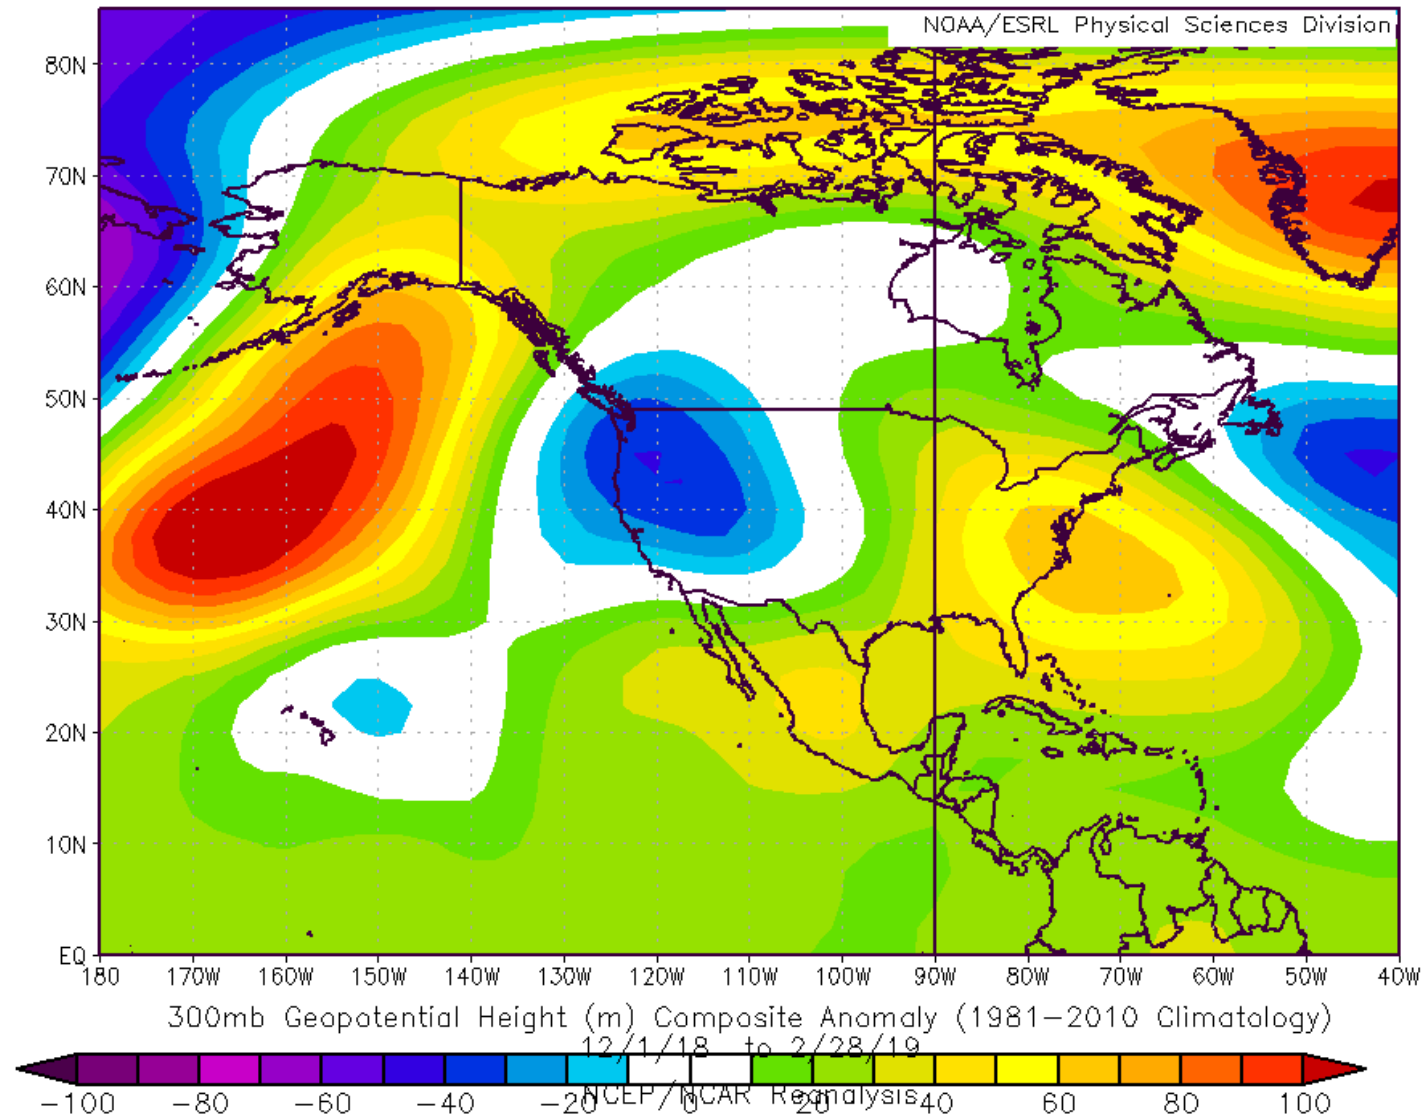 NOAA/ESRL Physical Sciences Division
80N
70N
60N
50N
40N
30N
20N
10N
EQ
180 170W 160W 150W 140W 130W 120W 110W 100W 90W 80W 70W 60W 50W 40W
300mb Geopotential Height (m) Composite Anomaly (1981-2010 Climatology)
12/1/18 to 2/28/19
NCEP/NCAR Reanalysis
-100 -80 -60 -40 -20 0 20 40 60 80 100